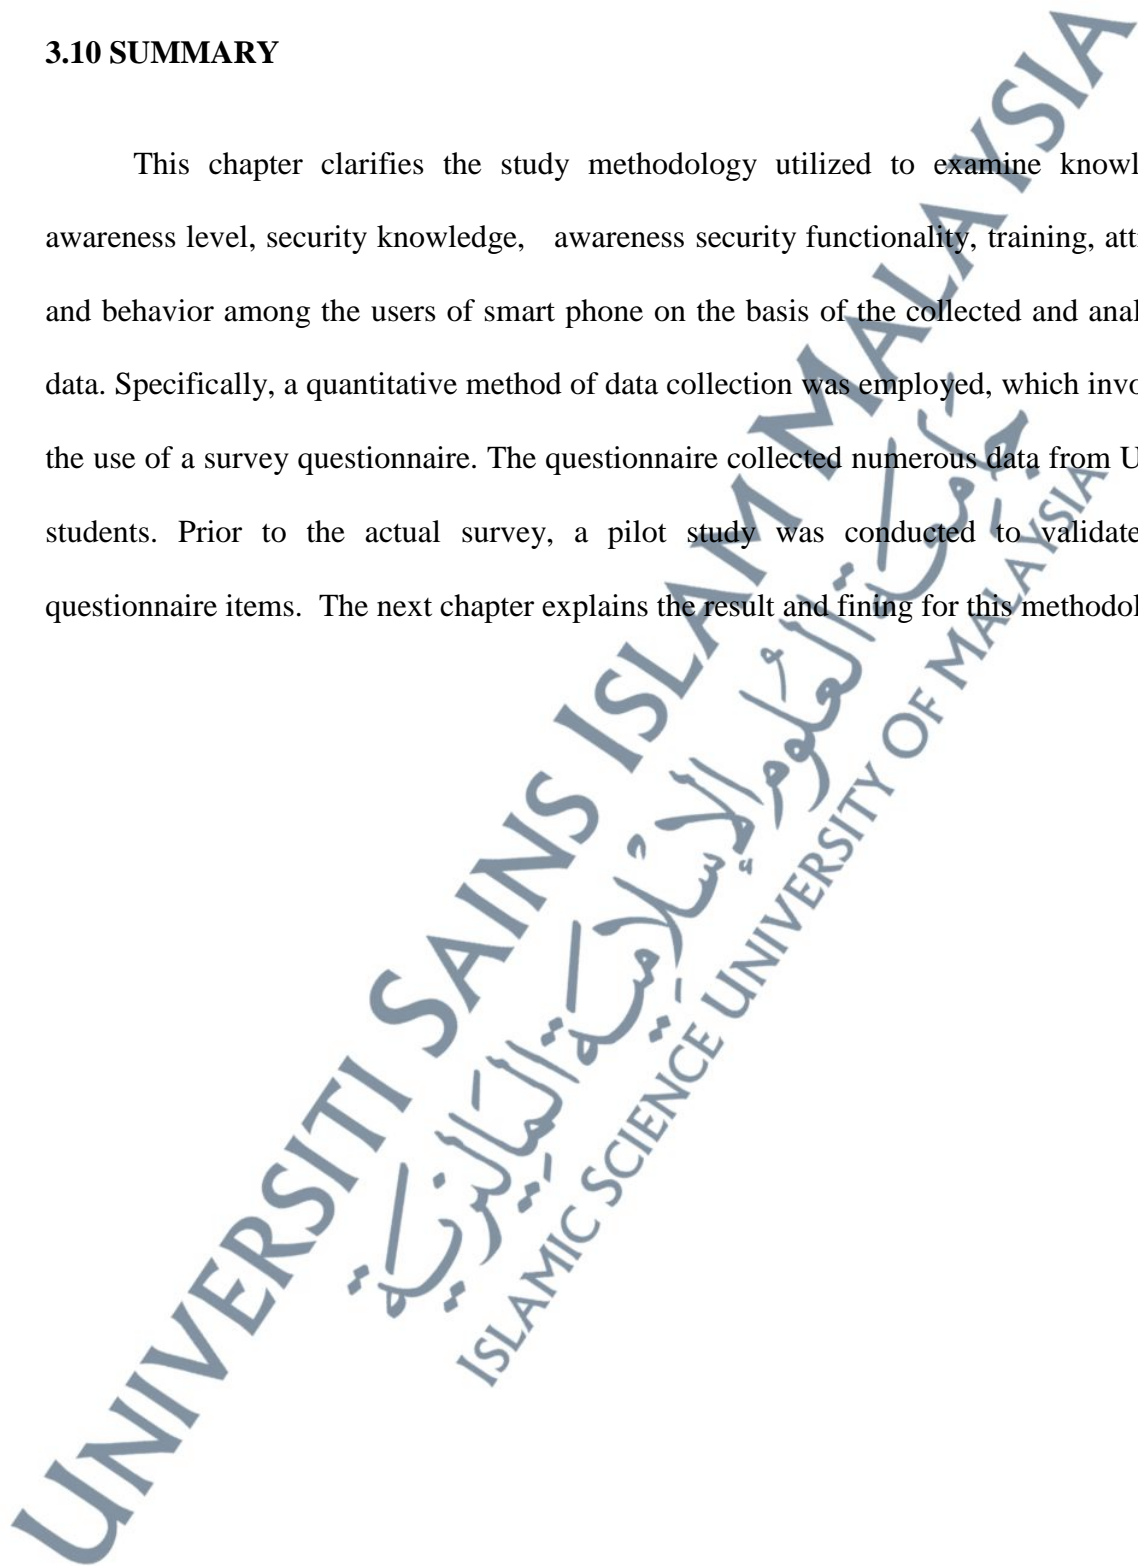 3.10 SUMMARY
This chapter clarifies the study methodology utilized to examine knowl
awareness level, security knowledge, awareness security functionality, training, att
and behavior among the users of smart phone on the basis of the collected and anal
data. Specifically, a quantitative method of data collection was employed, which invo
the use of a survey questionnaire. The questionnaire collected numerous data from U
students. Prior to the actual survey, a pilot study was conducted to validate
questionnaire items. The next chapter explains the result and fining for this methodol
UNIVERSITI SAINS ISLAM MALAYSIA
جامعة العلوم الإسلامية الماليزية
ISLAMIC SCIENCE UNIVERSITY OF MALAYSIA